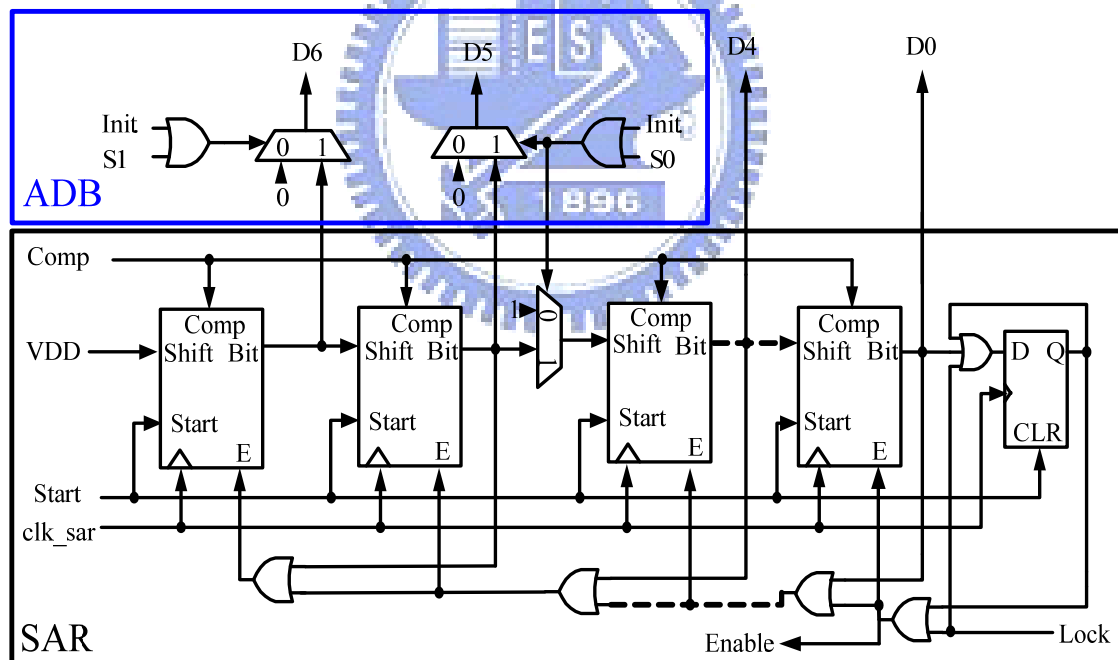 D6 D5 D4 D0
Init
S1
0 1
0
0 1
0
Init
S0
ADB
E S A
1896
Comp
VDD
Comp
Shift Bit
Start
E
Comp
Shift Bit
Start
E
1 0
1
Comp
Shift Bit
Start
E
Comp
Shift Bit
Start
E
D Q
CLR
Start
clk_sar
SAR
Enable
Lock